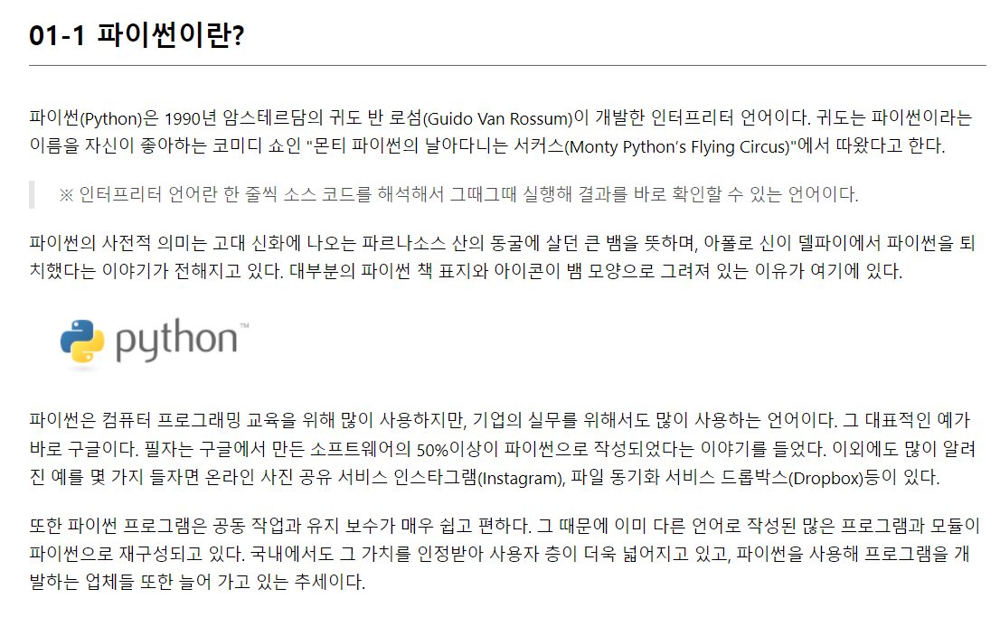 01-1 파이썬이란?
파이썬(Python)은 1990년 암스테르담의 귀도 반 로섬(Guido Van Rossum)이 개발한 인터프리터 언어이다. 귀도는 파이썬이라는
이름을 자신이 좋아하는 코미디 쇼인 "몬티 파이썬의 날아다니는 서커스(Monty Python’s Flying Circus)"에서 따왔다고 한다.
※ 인터프리터 언어란 한 줄씩 소스 코드를 해석해서 그때그때 실행해 결과를 바로 확인할 수 있는 언어이다.
파이썬의 사전적 의미는 고대 신화에 나오는 파르나소스 산의 동굴에 살던 큰 뱀을 뜻하며, 아폴로 신이 델파이에서 파이썬을 퇴
치했다는 이야기가 전해지고 있다. 대부분의 파이썬 책 표지와 아이콘이 뱀 모양으로 그려져 있는 이유가 여기에 있다.
python™
파이썬은 컴퓨터 프로그래밍 교육을 위해 많이 사용하지만, 기업의 실무를 위해서도 많이 사용하는 언어이다. 그 대표적인 예가
바로 구글이다. 필자는 구글에서 만든 소프트웨어의 50%이상이 파이썬으로 작성되었다는 이야기를 들었다. 이외에도 많이 알려
진 예를 몇 가지 들자면 온라인 사진 공유 서비스 인스타그램(Instagram), 파일 동기화 서비스 드롭박스(Dropbox)등이 있다.
또한 파이썬 프로그램은 공동 작업과 유지 보수가 매우 쉽고 편하다. 그 때문에 이미 다른 언어로 작성된 많은 프로그램과 모듈이
파이썬으로 재구성되고 있다. 국내에서도 그 가치를 인정받아 사용자 층이 더욱 넓어지고 있고, 파이썬을 사용해 프로그램을 개
발하는 업체들 또한 늘어 가고 있는 추세이다.